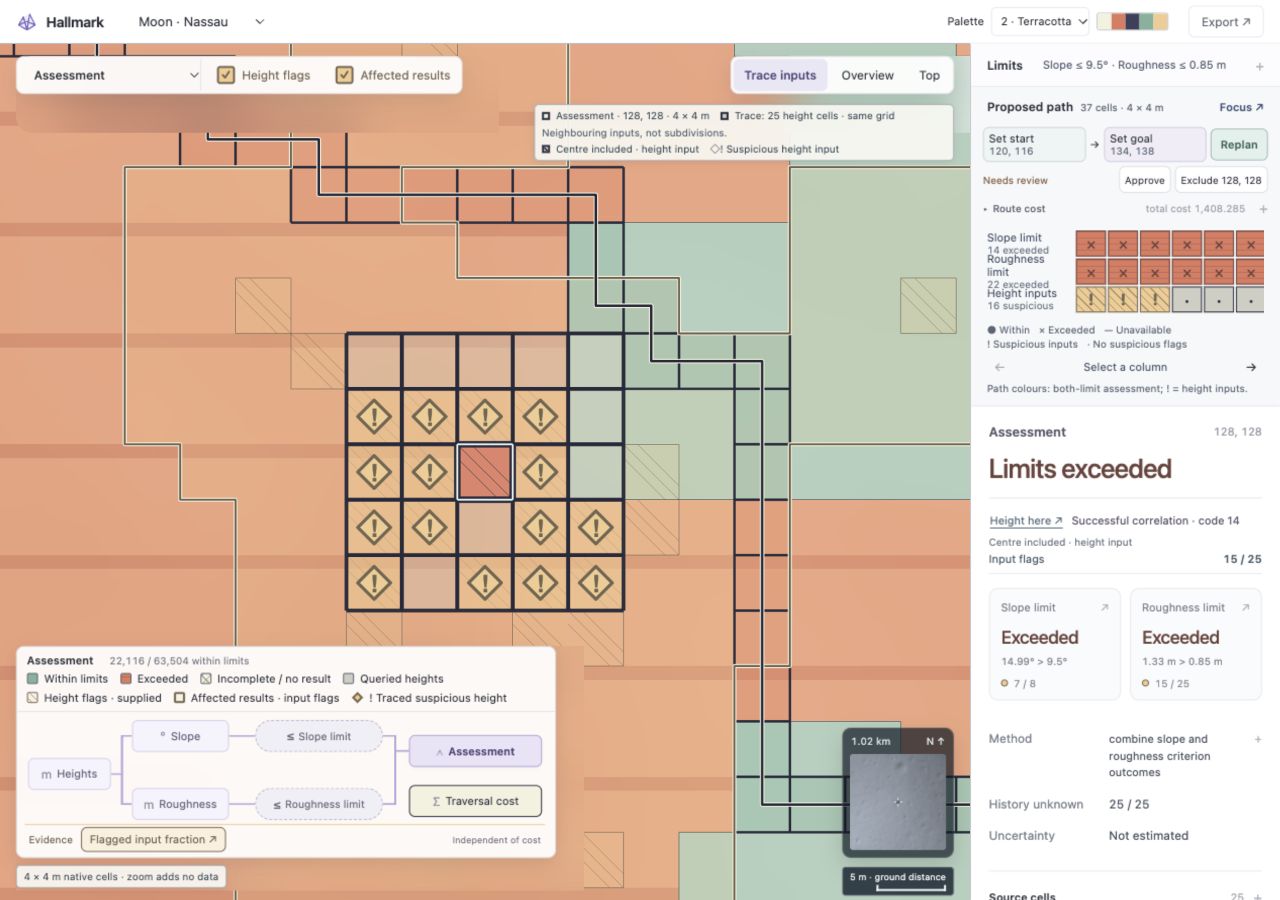 Hallmark
Moon · Nassau
Palette
2 · Terracotta
Export ↗
Assessment
Height flags
Affected results
Trace inputs
Overview
Top
Assessment · 128, 128 · 4 × 4 m
Trace: 25 height cells · same grid
Neighbouring inputs, not subdivisions.
Centre included · height input
! Suspicious height input
Limits
Slope ≤ 9.5° · Roughness ≤ 0.85 m
+
Proposed path
37 cells · 4 × 4 m
Focus ↗
Set start
120, 116
→
Set goal
134, 138
Replan
Needs review
Approve
Exclude 128, 128
Route cost
total cost 1,408.285
+
Slope limit
14 exceeded
Roughness
limit
22 exceeded
Height inputs
16 suspicious
× × × × × ×
× × × × × ×
! ! ! · · ·
● Within
× Exceeded
— Unavailable
! Suspicious inputs
· No suspicious flags
←
Select a column
→
Path colours: both-limit assessment; ! = height inputs.
Assessment
128, 128
Limits exceeded
Height here ↗
Successful correlation · code 14
Centre included · height input
Input flags
15 / 25
Slope limit ↗
Exceeded
14.99° > 9.5°
7 / 8
Roughness limit ↗
Exceeded
1.33 m > 0.85 m
15 / 25
Method
combine slope and
roughness criterion
outcomes
+
History unknown
25 / 25
Uncertainty
Not estimated
Source cells
25 +
! ! ! !
! ! !
! ! ! !
! ! ! !
Assessment
22,116 / 63,504 within limits
Within limits
Exceeded
Incomplete / no result
Queried heights
Height flags · supplied
Affected results · input flags
! Traced suspicious height
m Heights
° Slope
≤ Slope limit
m Roughness
≤ Roughness limit
∧ Assessment
Σ Traversal cost
Evidence
Flagged input fraction ↗
Independent of cost
4 × 4 m native cells · zoom adds no data
1.02 km
N ↑
5 m · ground distance